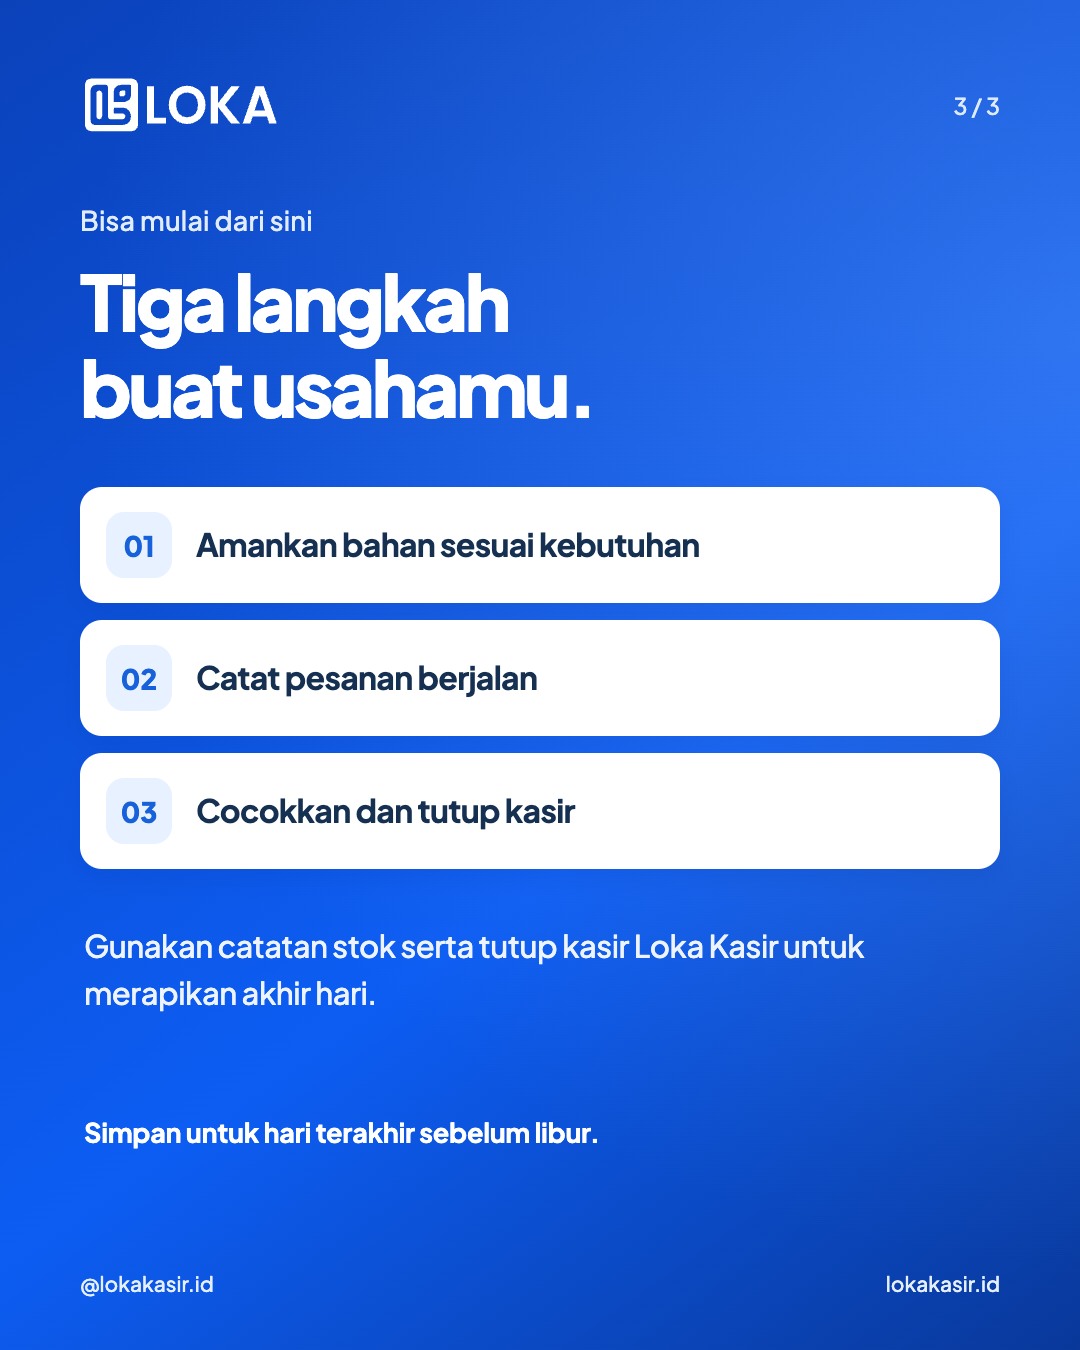 LOKA
3 / 3
Bisa mulai dari sini
Tiga langkah
buat usahamu.
01 Amankan bahan sesuai kebutuhan
02 Catat pesanan berjalan
03 Cocokkan dan tutup kasir
Gunakan catatan stok serta tutup kasir Loka Kasir untuk
merapikan akhir hari.
Simpan untuk hari terakhir sebelum libur.
@lokakasir.id
lokakasir.id